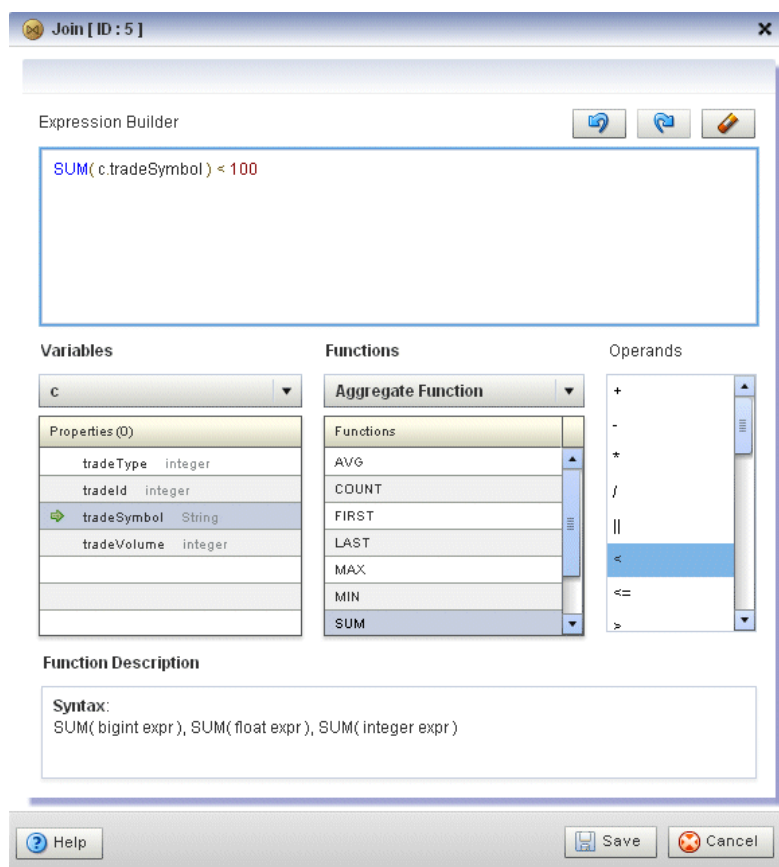 Join [ ID : 5 ]
Expression Builder
SUM( c.tradeSymbol ) < 100
Variables Functions Operands
c Aggregate Function
Properties (0) Functions
tradeType integer
tradeId integer
tradeSymbol String
tradeVolume integer
AVG
COUNT
FIRST
LAST
MAX
MIN
SUM
+
-
*
/
||
<
<=
>
Function Description
Syntax:
SUM( bigint expr ), SUM( float expr ), SUM( integer expr )
Help Save Cancel